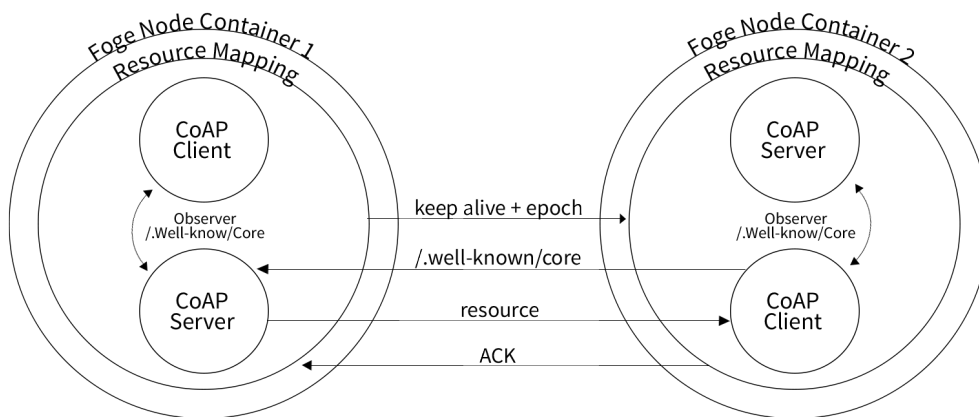 Foge Node Container 1
Resource Mapping
CoAP
Client
Observer
/.Well-know/Core
CoAP
Server
keep alive + epoch
/.well-known/core
resource
ACK
Foge Node Container 2
Resource Mapping
CoAP
Server
Observer
/.Well-know/Core
CoAP
Client